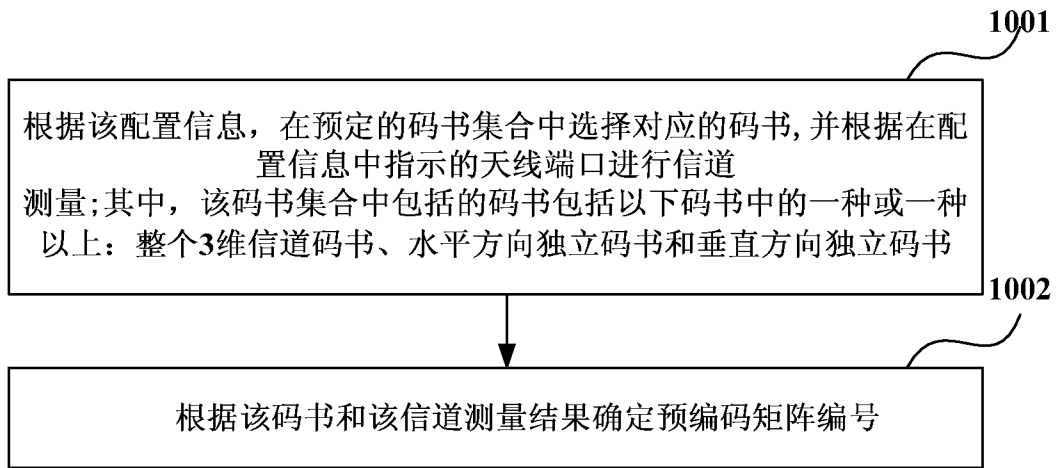 1001
根据该配置信息，在预定的码书集合中选择对应的码书,并根据在配
置信息中指示的天线端口进行信道
测量;其中，该码书集合中包括的码书包括以下码书中的一种或一种
以上：整个3维信道码书、水平方向独立码书和垂直方向独立码书
1002
根据该码书和该信道测量结果确定预编码矩阵编号